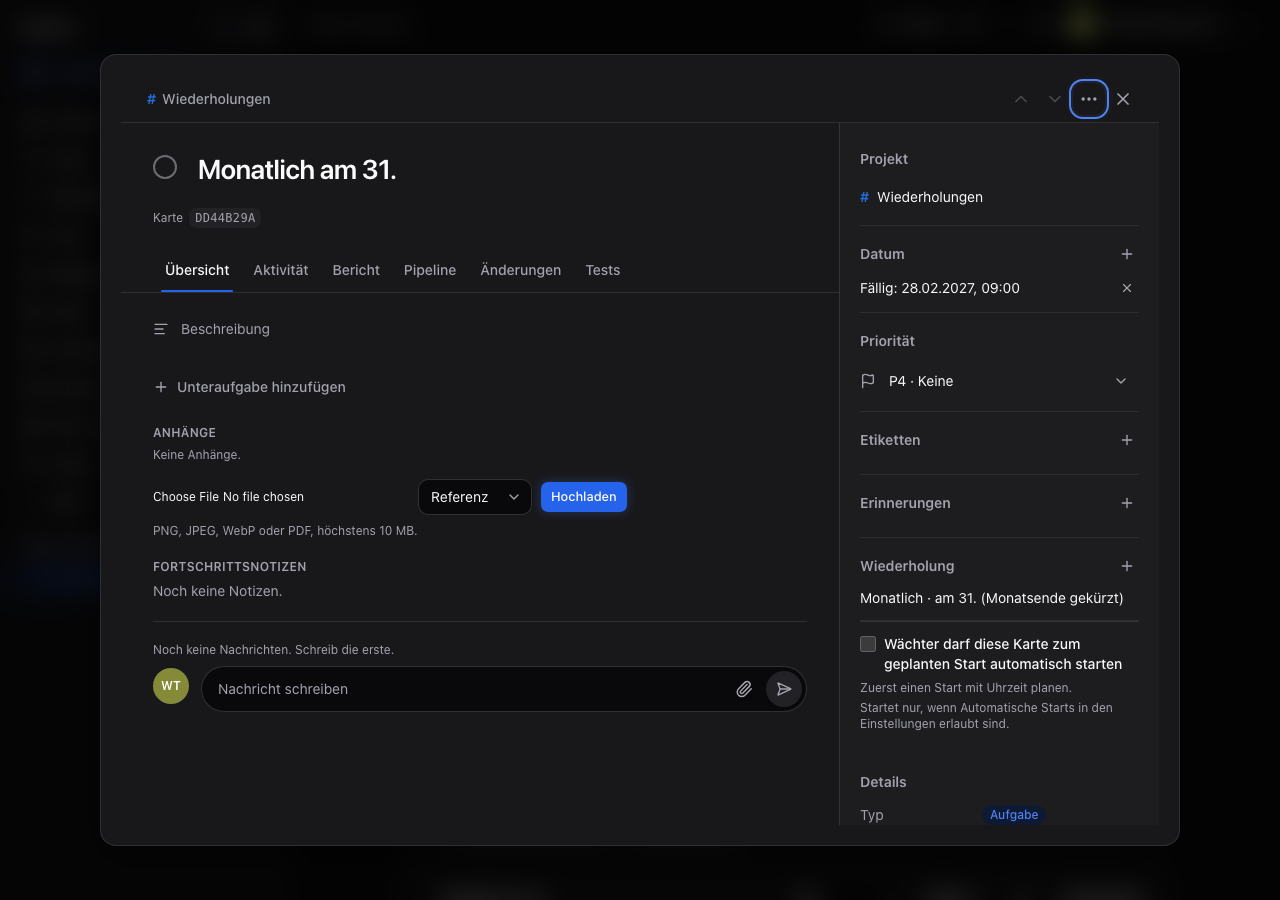 # Wiederholungen
Monatlich am 31.
Karte DD44B29A
Übersicht Aktivität Bericht Pipeline Änderungen Tests
Beschreibung
Unteraufgabe hinzufügen
ANHÄNGE
Keine Anhänge.
Choose File No file chosen Referenz Hochladen
PNG, JPEG, WebP oder PDF, höchstens 10 MB.
FORTSCHRITTSNOTIZEN
Noch keine Notizen.
Noch keine Nachrichten. Schreib die erste.
WT Nachricht schreiben
Projekt
# Wiederholungen
Datum
Fällig: 28.02.2027, 09:00
Priorität
P4 · Keine
Etiketten
Erinnerungen
Wiederholung
Monatlich · am 31. (Monatsende gekürzt)
Wächter darf diese Karte zum
geplanten Start automatisch starten
Zuerst einen Start mit Uhrzeit planen.
Startet nur, wenn Automatische Starts in den
Einstellungen erlaubt sind.
Details
Typ Aufgabe